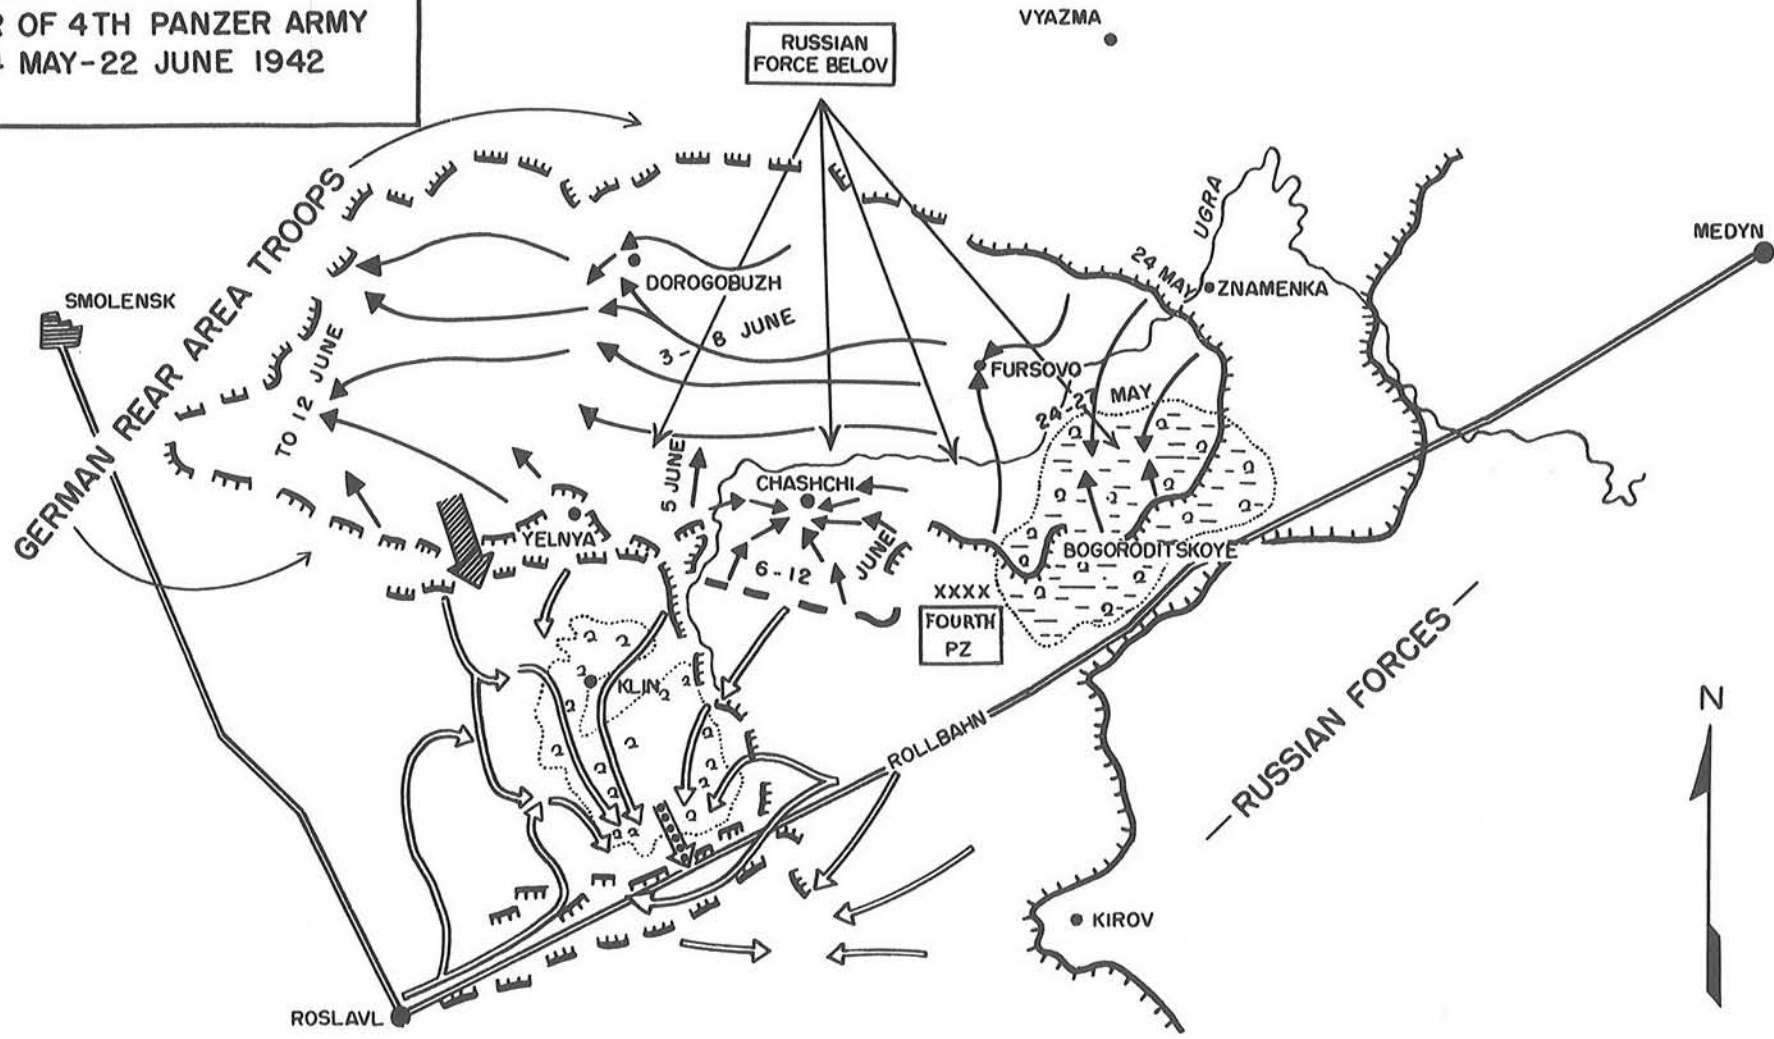 OF 4TH PANZER ARMY
MAY-22 JUNE 1942
VYAZMA
RUSSIAN
FORCE BELOV
GERMAN REAR AREA TROOPS
UGRA
MEDYN
24 MAY
ZNAMENKA
SMOLENSK
DOROGOBUZH
3-8 JUNE
FURSOVO
TO 12 JUNE
24-27 MAY
5 JUNE
CHASHCHI
YELNYA
BOGORODITSKOYE
6-12 JUNE
XXXX
FOURTH
PZ
KLIN
RUSSIAN FORCES
N
ROLLBAHN
KIROV
ROSLAVL